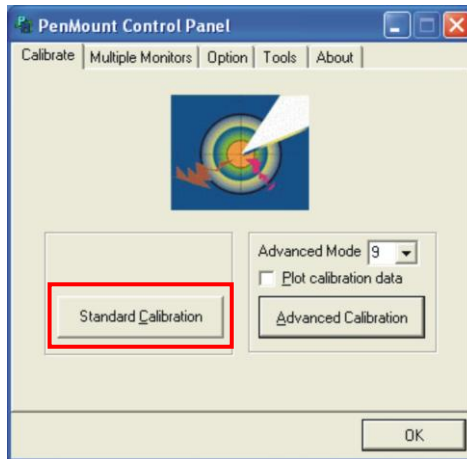 PenMount Control Panel
Calibrate Multiple Monitors Option Tools About
Advanced Mode 9
Plot calibration data
Standard Calibration
Advanced Calibration
OK